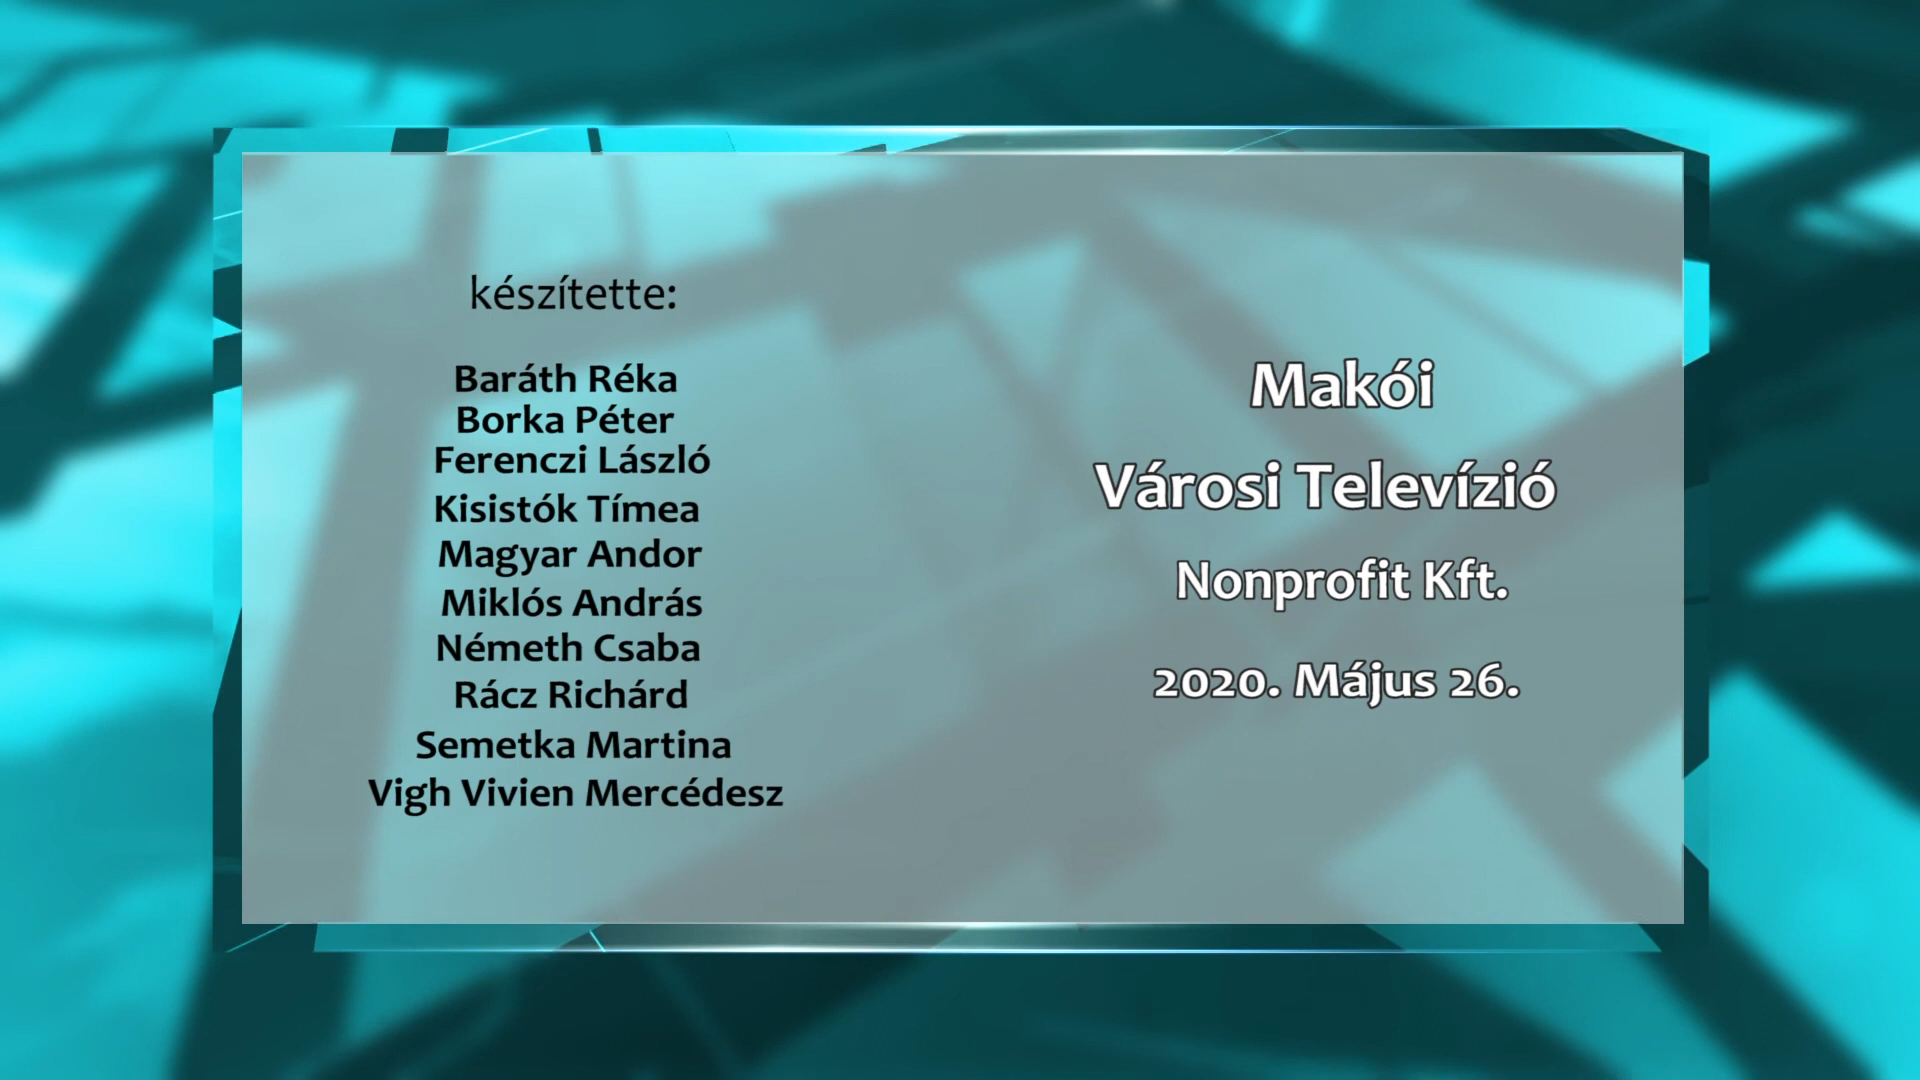 készítette:
Baráth Réka
Borka Péter
Ferenczi László
Kisistók Tímea
Magyar Andor
Miklós András
Németh Csaba
Rácz Richárd
Semetka Martina
Vigh Vivien Mercédesz
Makói
Városi Televízió
Nonprofit Kft.
2020. Május 26.